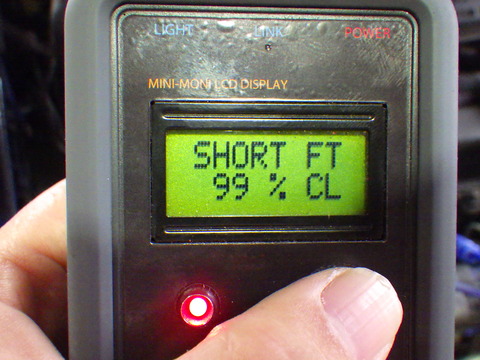 LIGHT LINK POWER
MINI-MONI LCD DISPLAY
SHORT FT
99 % CL